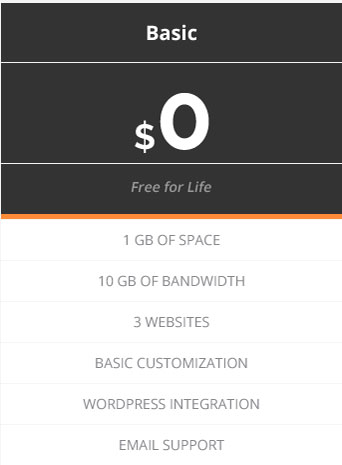 Basic
$0
Free for Life
1 GB OF SPACE
10 GB OF BANDWIDTH
3 WEBSITES
BASIC CUSTOMIZATION
WORDPRESS INTEGRATION
EMAIL SUPPORT